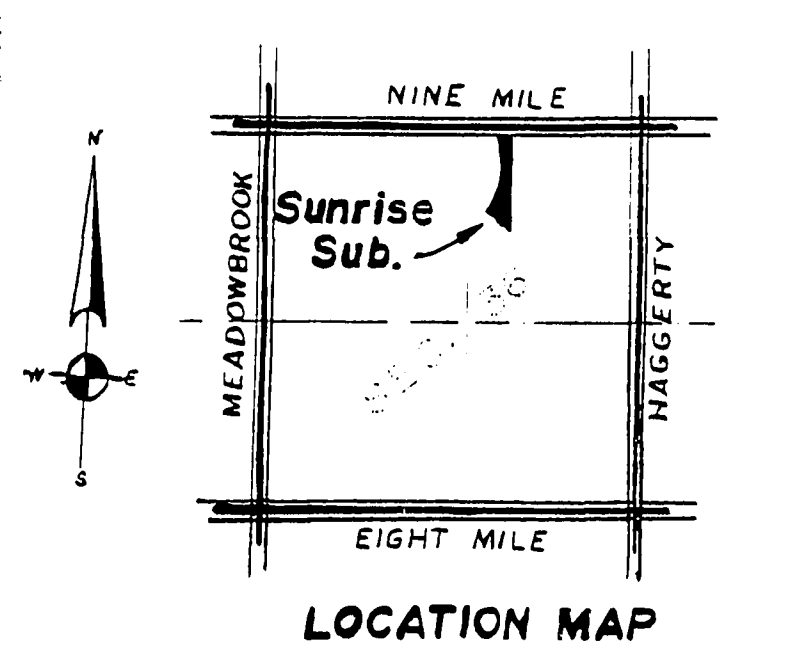 NINE MILE
N
MEADOWBROOK
Sunrise
Sub.
HAGGERTY
W E
S
EIGHT MILE
LOCATION MAP